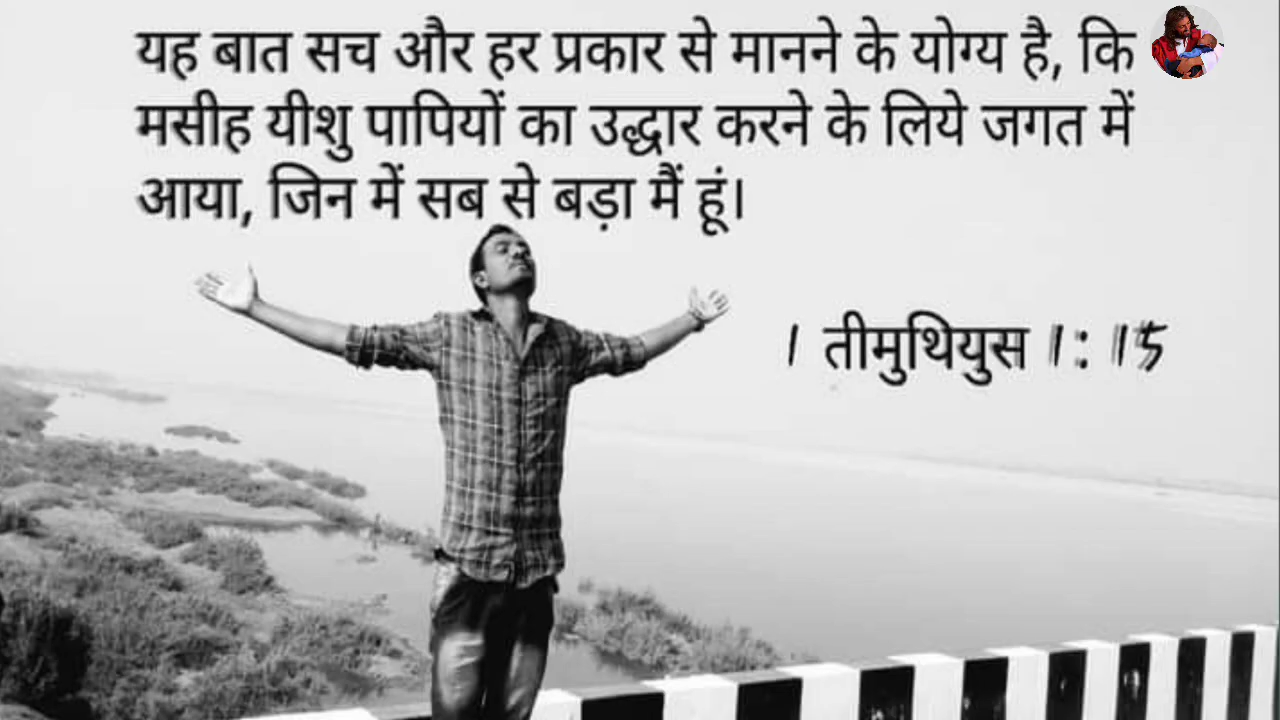 यह बात सच और हर प्रकार से मानने के योग्य है, कि
मसीह यीशु पापियों का उद्धार करने के लिये जगत में
आया, जिन में सब से बड़ा मैं हूं।
1 तीमुथियुस 1: 15